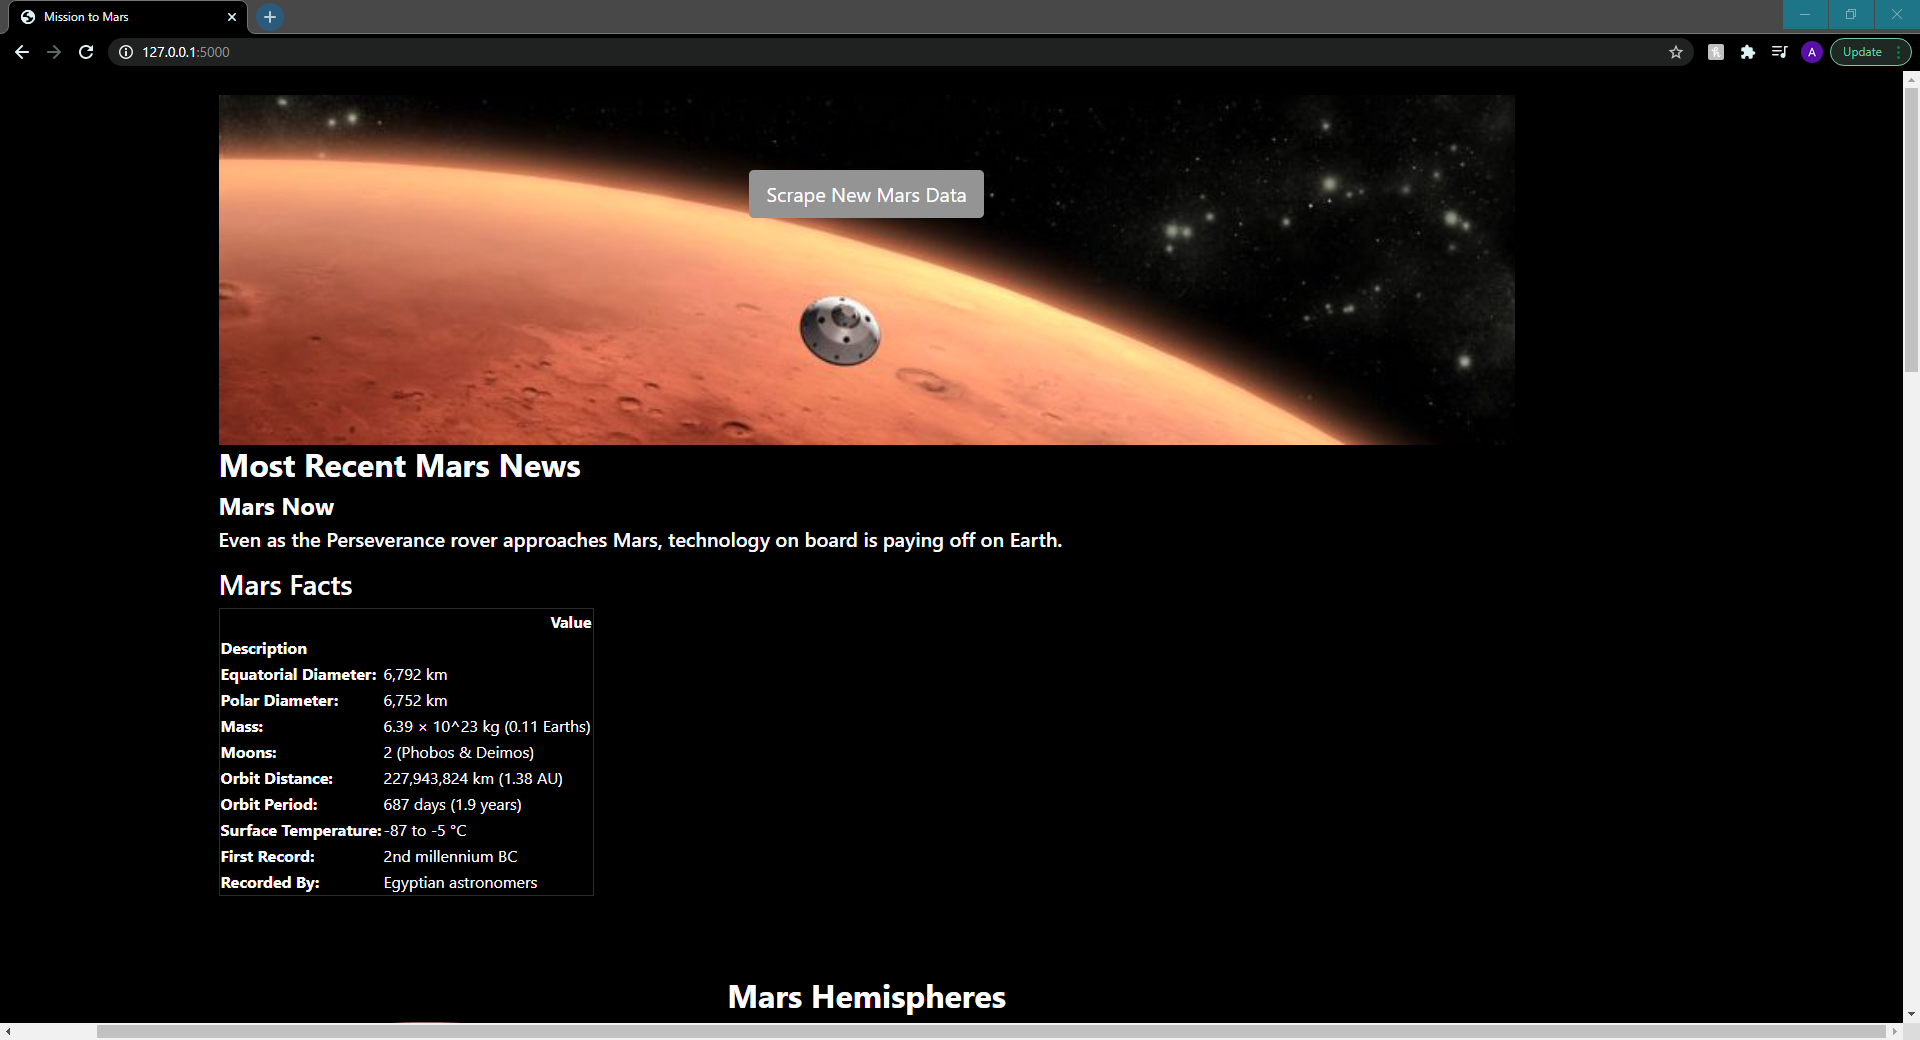 Mission to Mars
127.0.0.1:5000
A
Update
Scrape New Mars Data
Most Recent Mars News
Mars Now
Even as the Perseverance rover approaches Mars, technology on board is paying off on Earth.
Mars Facts
Value
Description
Equatorial Diameter: 6,792 km
Polar Diameter: 6,752 km
Mass: 6.39 × 10^23 kg (0.11 Earths)
Moons: 2 (Phobos & Deimos)
Orbit Distance: 227,943,824 km (1.38 AU)
Orbit Period: 687 days (1.9 years)
Surface Temperature: -87 to -5 °C
First Record: 2nd millennium BC
Recorded By: Egyptian astronomers
Mars Hemispheres